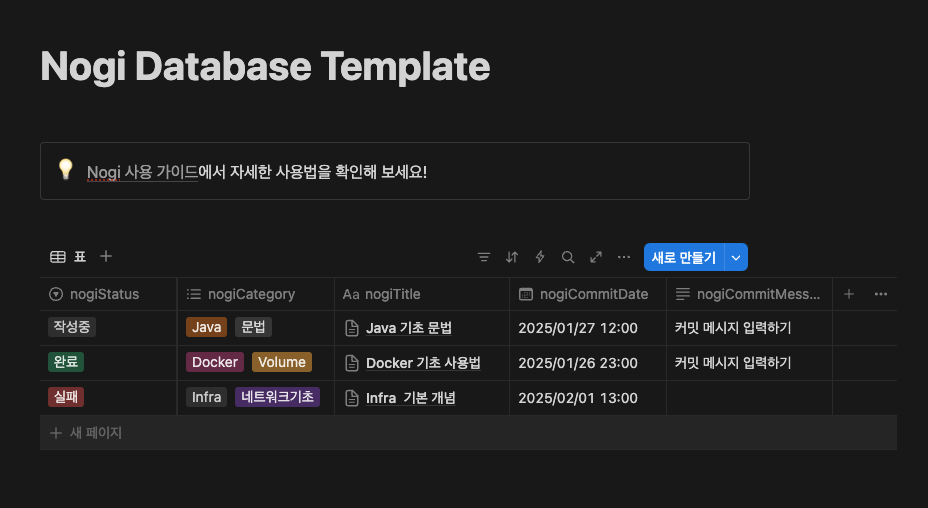 Nogi Database Template
Nogi 사용 가이드에서 자세한 사용법을 확인해 보세요!
표
새로 만들기
nogiStatus nogiCategory Aa nogiTitle nogiCommitDate nogiCommitMess...
작성중 Java 문법 Java 기초 문법 2025/01/27 12:00 커밋 메시지 입력하기
완료 Docker Volume Docker 기초 사용법 2025/01/26 23:00 커밋 메시지 입력하기
실패 Infra 네트워크기초 Infra 기본 개념 2025/02/01 13:00
새 페이지